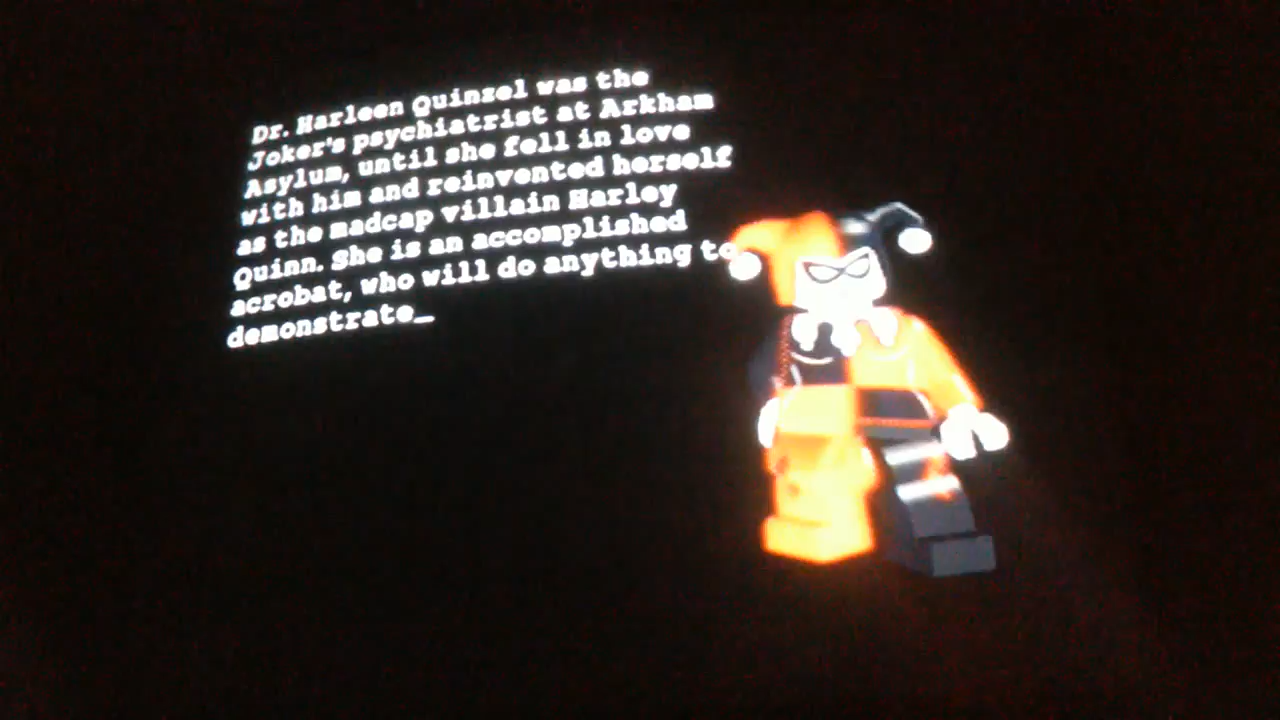 Dr. Harleen Quinzel was the
Joker's psychiatrist at Arkham
Asylum, until she fell in love
with him and reinvented herself
as the madcap villain Harley
Quinn. She is an accomplished
acrobat, who will do anything to
demonstrate_